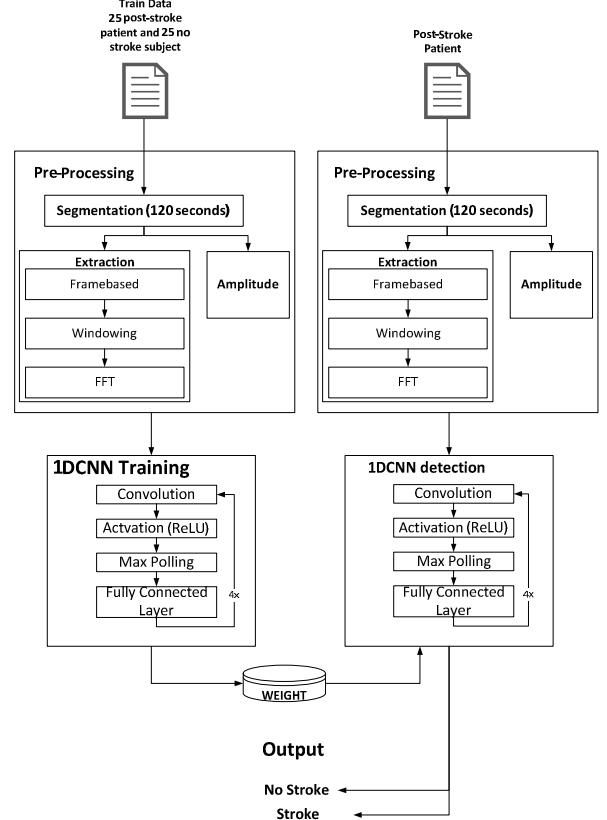 Train Data
25 post-stroke
patient and 25 no
stroke subject
Pre-Processing
Segmentation (120 seconds)
Extraction
Framebased
Windowing
FFT
Amplitude
1DCNN Training
Convolution
Actvation (ReLU)
Max Polling
Fully Connected
Layer
4x
Post-Stroke
Patient
Pre-Processing
Segmentation (120 seconds)
Extraction
Framebased
Windowing
FFT
Amplitude
1DCNN detection
Convolution
Activation (ReLU)
Max Polling
Fully Connected
Layer
4x
WEIGHT
Output
No Stroke
Stroke